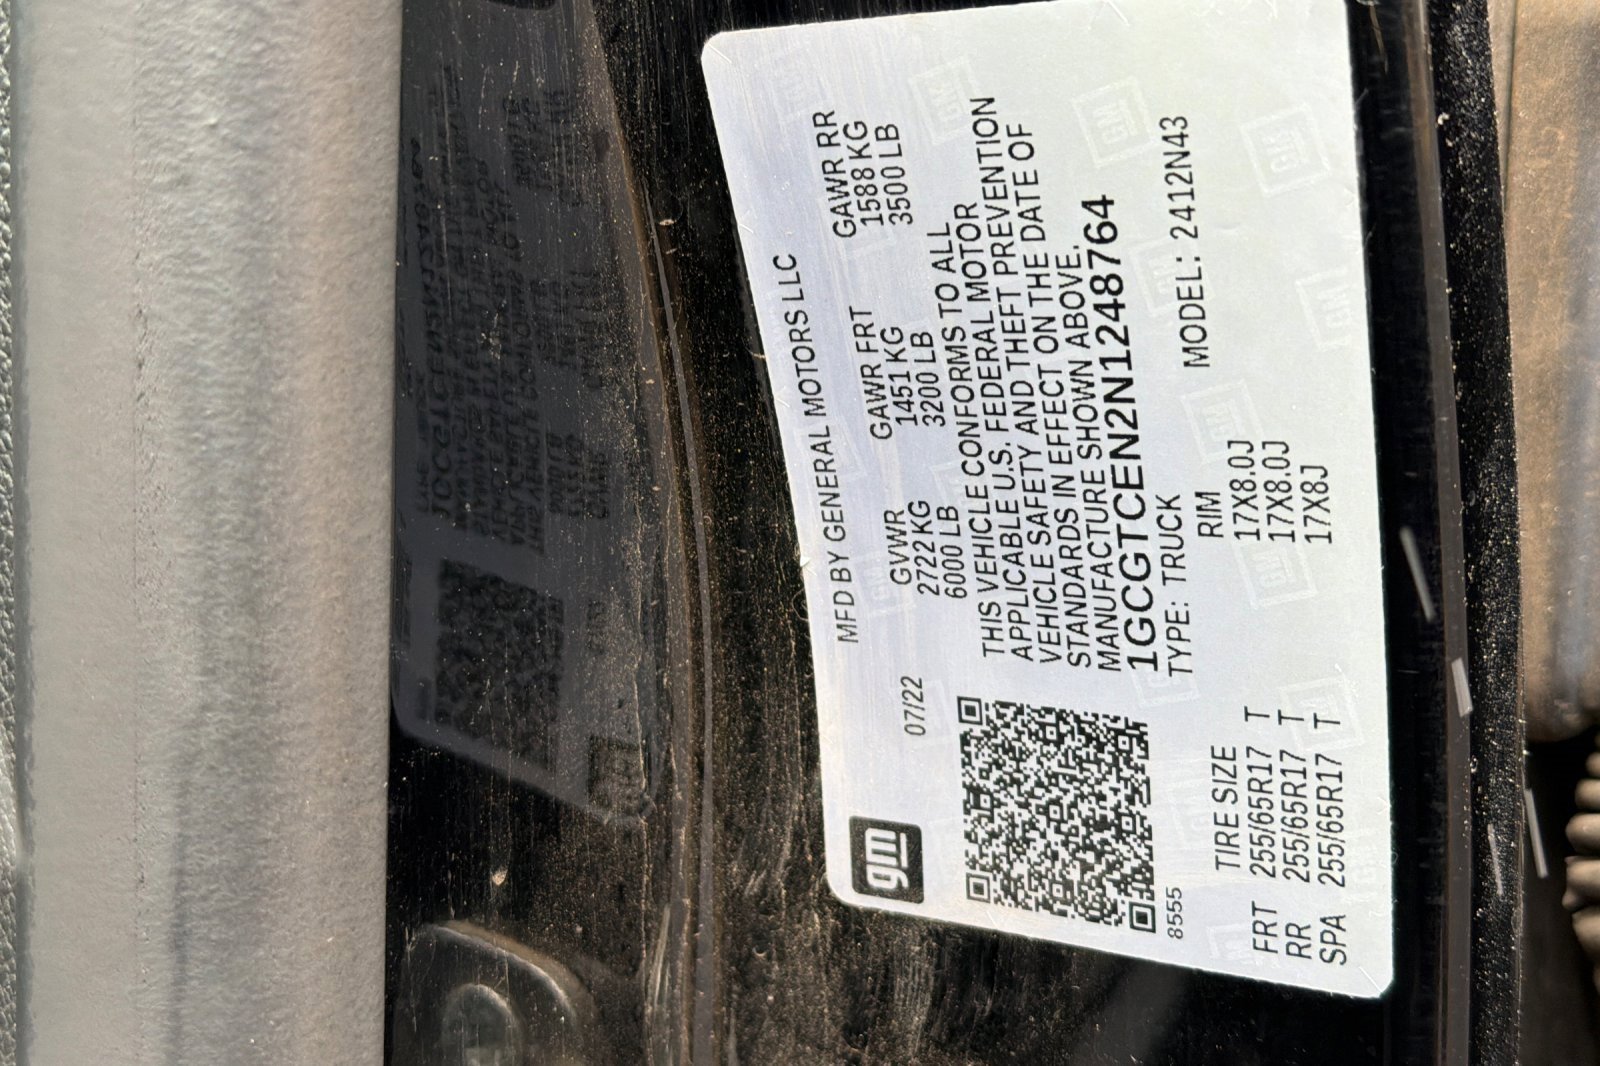 gm
MFD BY GENERAL MOTORS LLC
07/22
GVWR GAWR FRT GAWR RR
2722 KG 1451 KG 1588 KG
6000 LB 3200 LB 3500 LB
THIS VEHICLE CONFORMS TO ALL
APPLICABLE U.S. FEDERAL MOTOR
VEHICLE SAFETY AND THEFT PREVENTION
STANDARDS IN EFFECT ON THE DATE OF
MANUFACTURE SHOWN ABOVE.
1GCGTCEN2N1248764
8555
TYPE: TRUCK MODEL: 2412N43
TIRE SIZE RIM
FRT 255/65R17 T 17X8.0J
RR 255/65R17 T 17X8.0J
SPA 255/65R17 T 17X8J